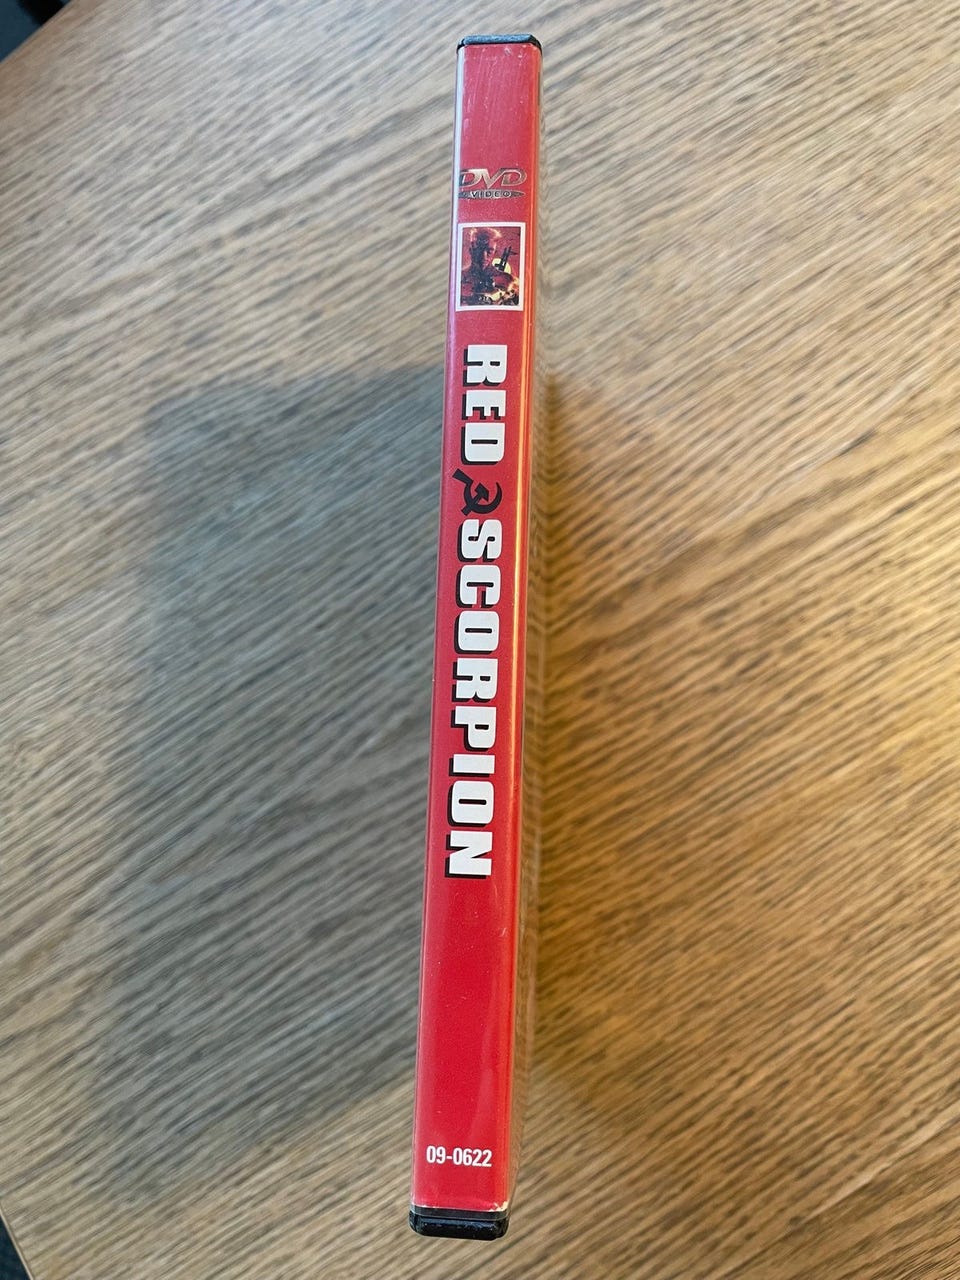 DVD
VIDEO
RED SCORPION
09-0622